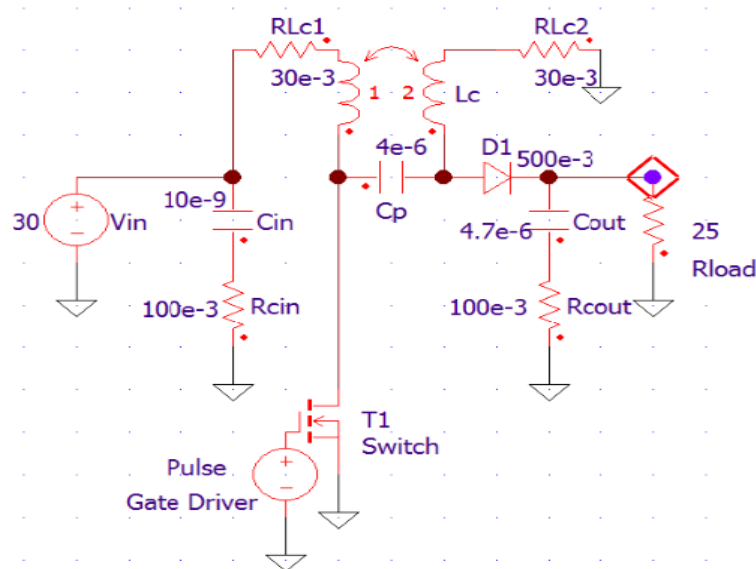 RLc1
30e-3
1
2
Lc
RLc2
30e-3
4e-6
Cp
D1
500e-3
30
Vin
10e-9
Cin
100e-3
Rcin
4.7e-6
Cout
100e-3
Rcout
25
Rload
T1
Switch
Pulse
Gate Driver